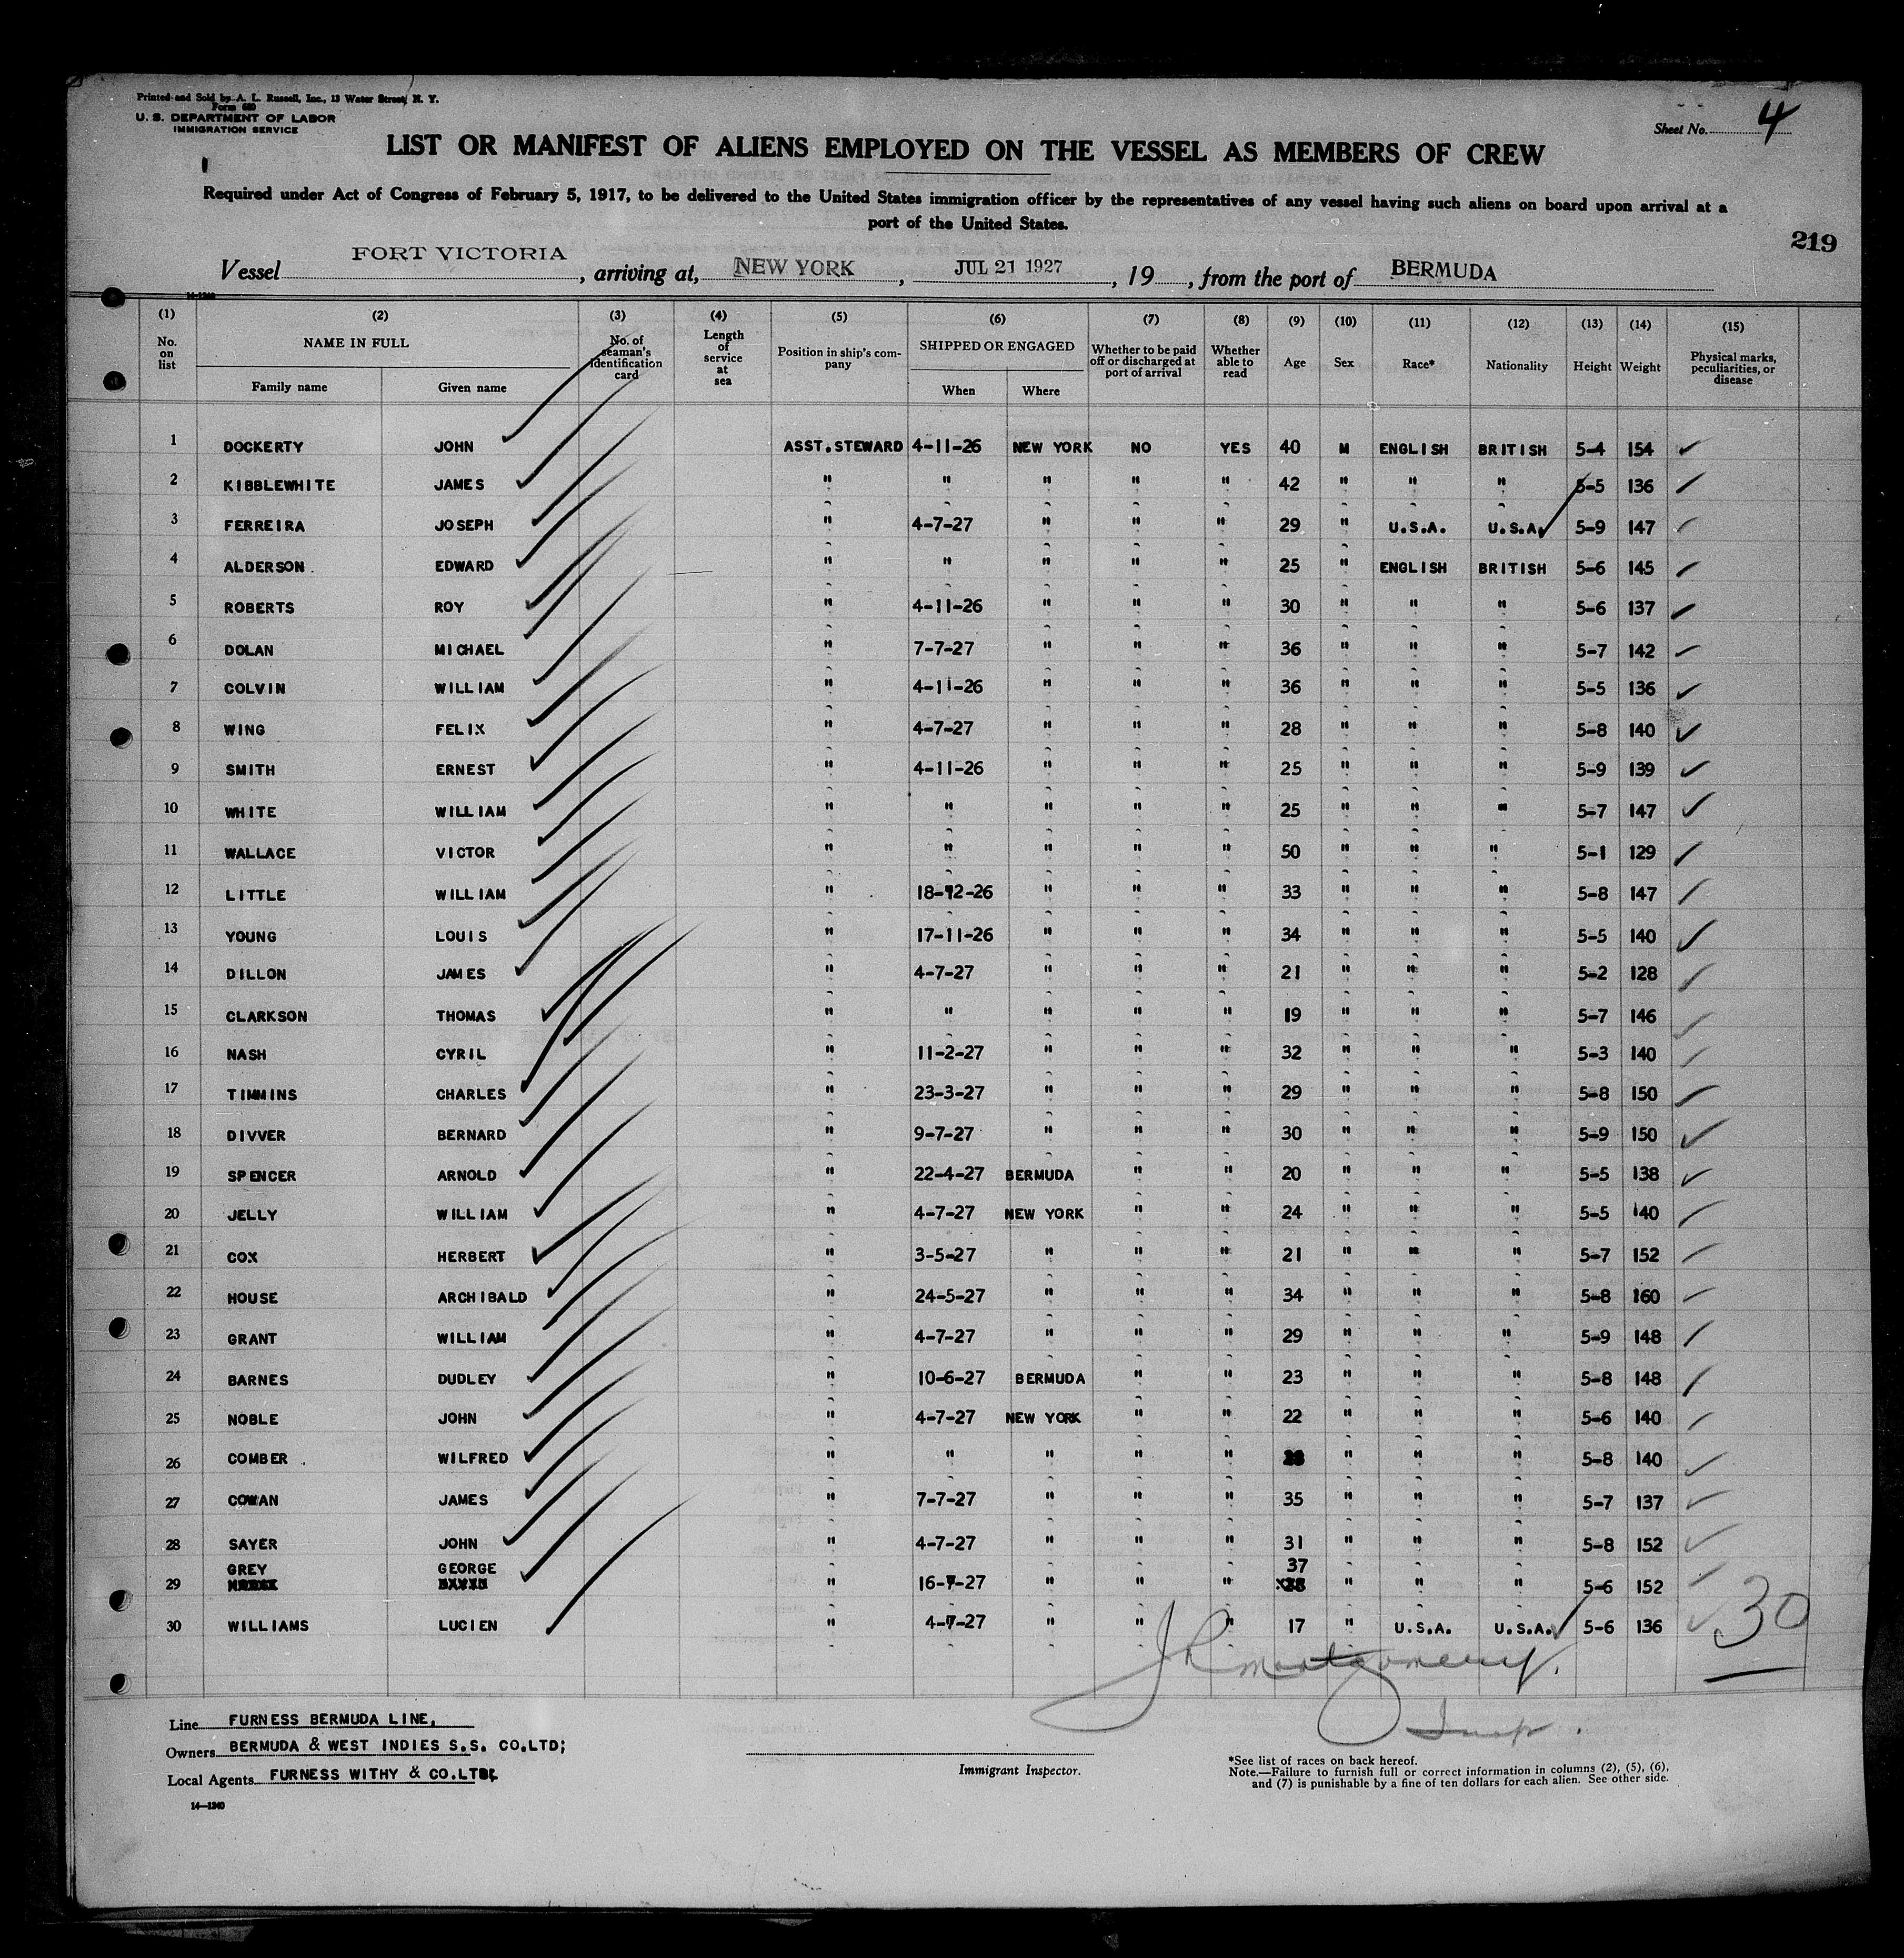 Printed and Sold by A. L. Russell, Inc., 13 Water Street, N. Y.
Form 680
U. S. DEPARTMENT OF LABOR
IMMIGRATION SERVICE
Sheet No. 4
LIST OR MANIFEST OF ALIENS EMPLOYED ON THE VESSEL AS MEMBERS OF CREW
Required under Act of Congress of February 5, 1917, to be delivered to the United States immigration officer by the representatives of any vessel having such aliens on board upon arrival at a
port of the United States.
219
Vessel FORT VICTORIA, arriving at, NEW YORK, JUL 21 1927, 19, from the port of BERMUDA
14-1240
(1) (2) (3) (4) (5) (6) (7) (8) (9) (10) (11) (12) (13) (14) (15)
No. on list NAME IN FULL Family name Given name No. of seaman's identification card Length of service at sea Position in ship's company SHIPPED OR ENGAGED When Where Whether to be paid off or discharged at port of arrival Whether able to read Age Sex Race* Nationality Height Weight Physical marks, peculiarities, or disease
1 DOCKERTY JOHN ASST. STEWARD 4-11-26 NEW YORK NO YES 40 M ENGLISH BRITISH 5-4 154
2 KIBBLEWHITE JAMES " " " " " 42 " " " 5-5 136
3 FERREIRA JOSEPH " 4-7-27 " " " 29 " U.S.A. U.S.A. 5-9 147
4 ALDERSON EDWARD " " " " " 25 " ENGLISH BRITISH 5-6 145
5 ROBERTS ROY " 4-11-26 " " " 30 " " " 5-6 137
6 DOLAN MICHAEL " 7-7-27 " " " 36 " " " 5-7 142
7 COLVIN WILLIAM " 4-11-26 " " " 36 " " " 5-5 136
8 WING FELIX " 4-7-27 " " " 28 " " " 5-8 140
9 SMITH ERNEST " 4-11-26 " " " 25 " " " 5-9 139
10 WHITE WILLIAM " " " " " 25 " " " 5-7 147
11 WALLACE VICTOR " " " " " 50 " " " 5-1 129
12 LITTLE WILLIAM " 18-12-26 " " " 33 " " " 5-8 147
13 YOUNG LOUIS " 17-11-26 " " " 34 " " " 5-5 140
14 DILLON JAMES " 4-7-27 " " " 21 " " " 5-2 128
15 CLARKSON THOMAS " " " " " 19 " " " 5-7 146
16 NASH CYRIL " 11-2-27 " " " 32 " " " 5-3 140
17 TIMMINS CHARLES " 23-3-27 " " " 29 " " " 5-8 150
18 DIVVER BERNARD " 9-7-27 " " " 30 " " " 5-9 150
19 SPENCER ARNOLD " 22-4-27 BERMUDA " " 20 " " " 5-5 138
20 JELLY WILLIAM " 4-7-27 NEW YORK " " 24 " " " 5-5 140
21 COX HERBERT " 3-5-27 " " " 21 " " " 5-7 152
22 HOUSE ARCHIBALD " 24-5-27 " " " 34 " " " 5-8 160
23 GRANT WILLIAM " 4-7-27 " " " 29 " " " 5-9 148
24 BARNES DUDLEY " 10-6-27 BERMUDA " " 23 " " " 5-8 148
25 NOBLE JOHN " 4-7-27 NEW YORK " " 22 " " " 5-6 140
26 COMBER WILFRED " " " " " " " " 5-8 140
27 COWAN JAMES " 7-7-27 " " " 35 " " " 5-7 137
28 SAYER JOHN " 4-7-27 " " " 31 " " " 5-8 152
29 GREY GEORGE " 16-7-27 " " " 37 " " " 5-6 152
30 WILLIAMS LUCIEN " 4-7-27 " " " 17 " U.S.A. U.S.A. 5-6 136
30
J R Montgomery.
Insp.
Line FURNESS BERMUDA LINE,
Owners BERMUDA & WEST INDIES S.S. CO.LTD;
Local Agents FURNESS WITHY & CO.LTD.
Immigrant Inspector.
*See list of races on back hereof.
Note.—Failure to furnish full or correct information in columns (2), (5), (6),
and (7) is punishable by a fine of ten dollars for each alien. See other side.
14—1240